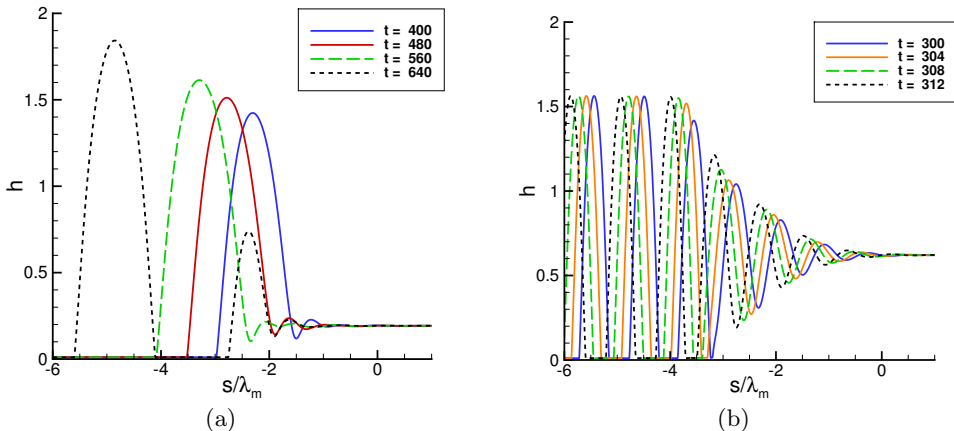 2
1.5
1
0.5
0
h
-6
-4
-2
0
s/λm
t = 400
t = 480
t = 560
t = 640
(a)
2
1.5
1
0.5
0
h
-6
-4
-2
0
s/λm
t = 300
t = 304
t = 308
t = 312
(b)